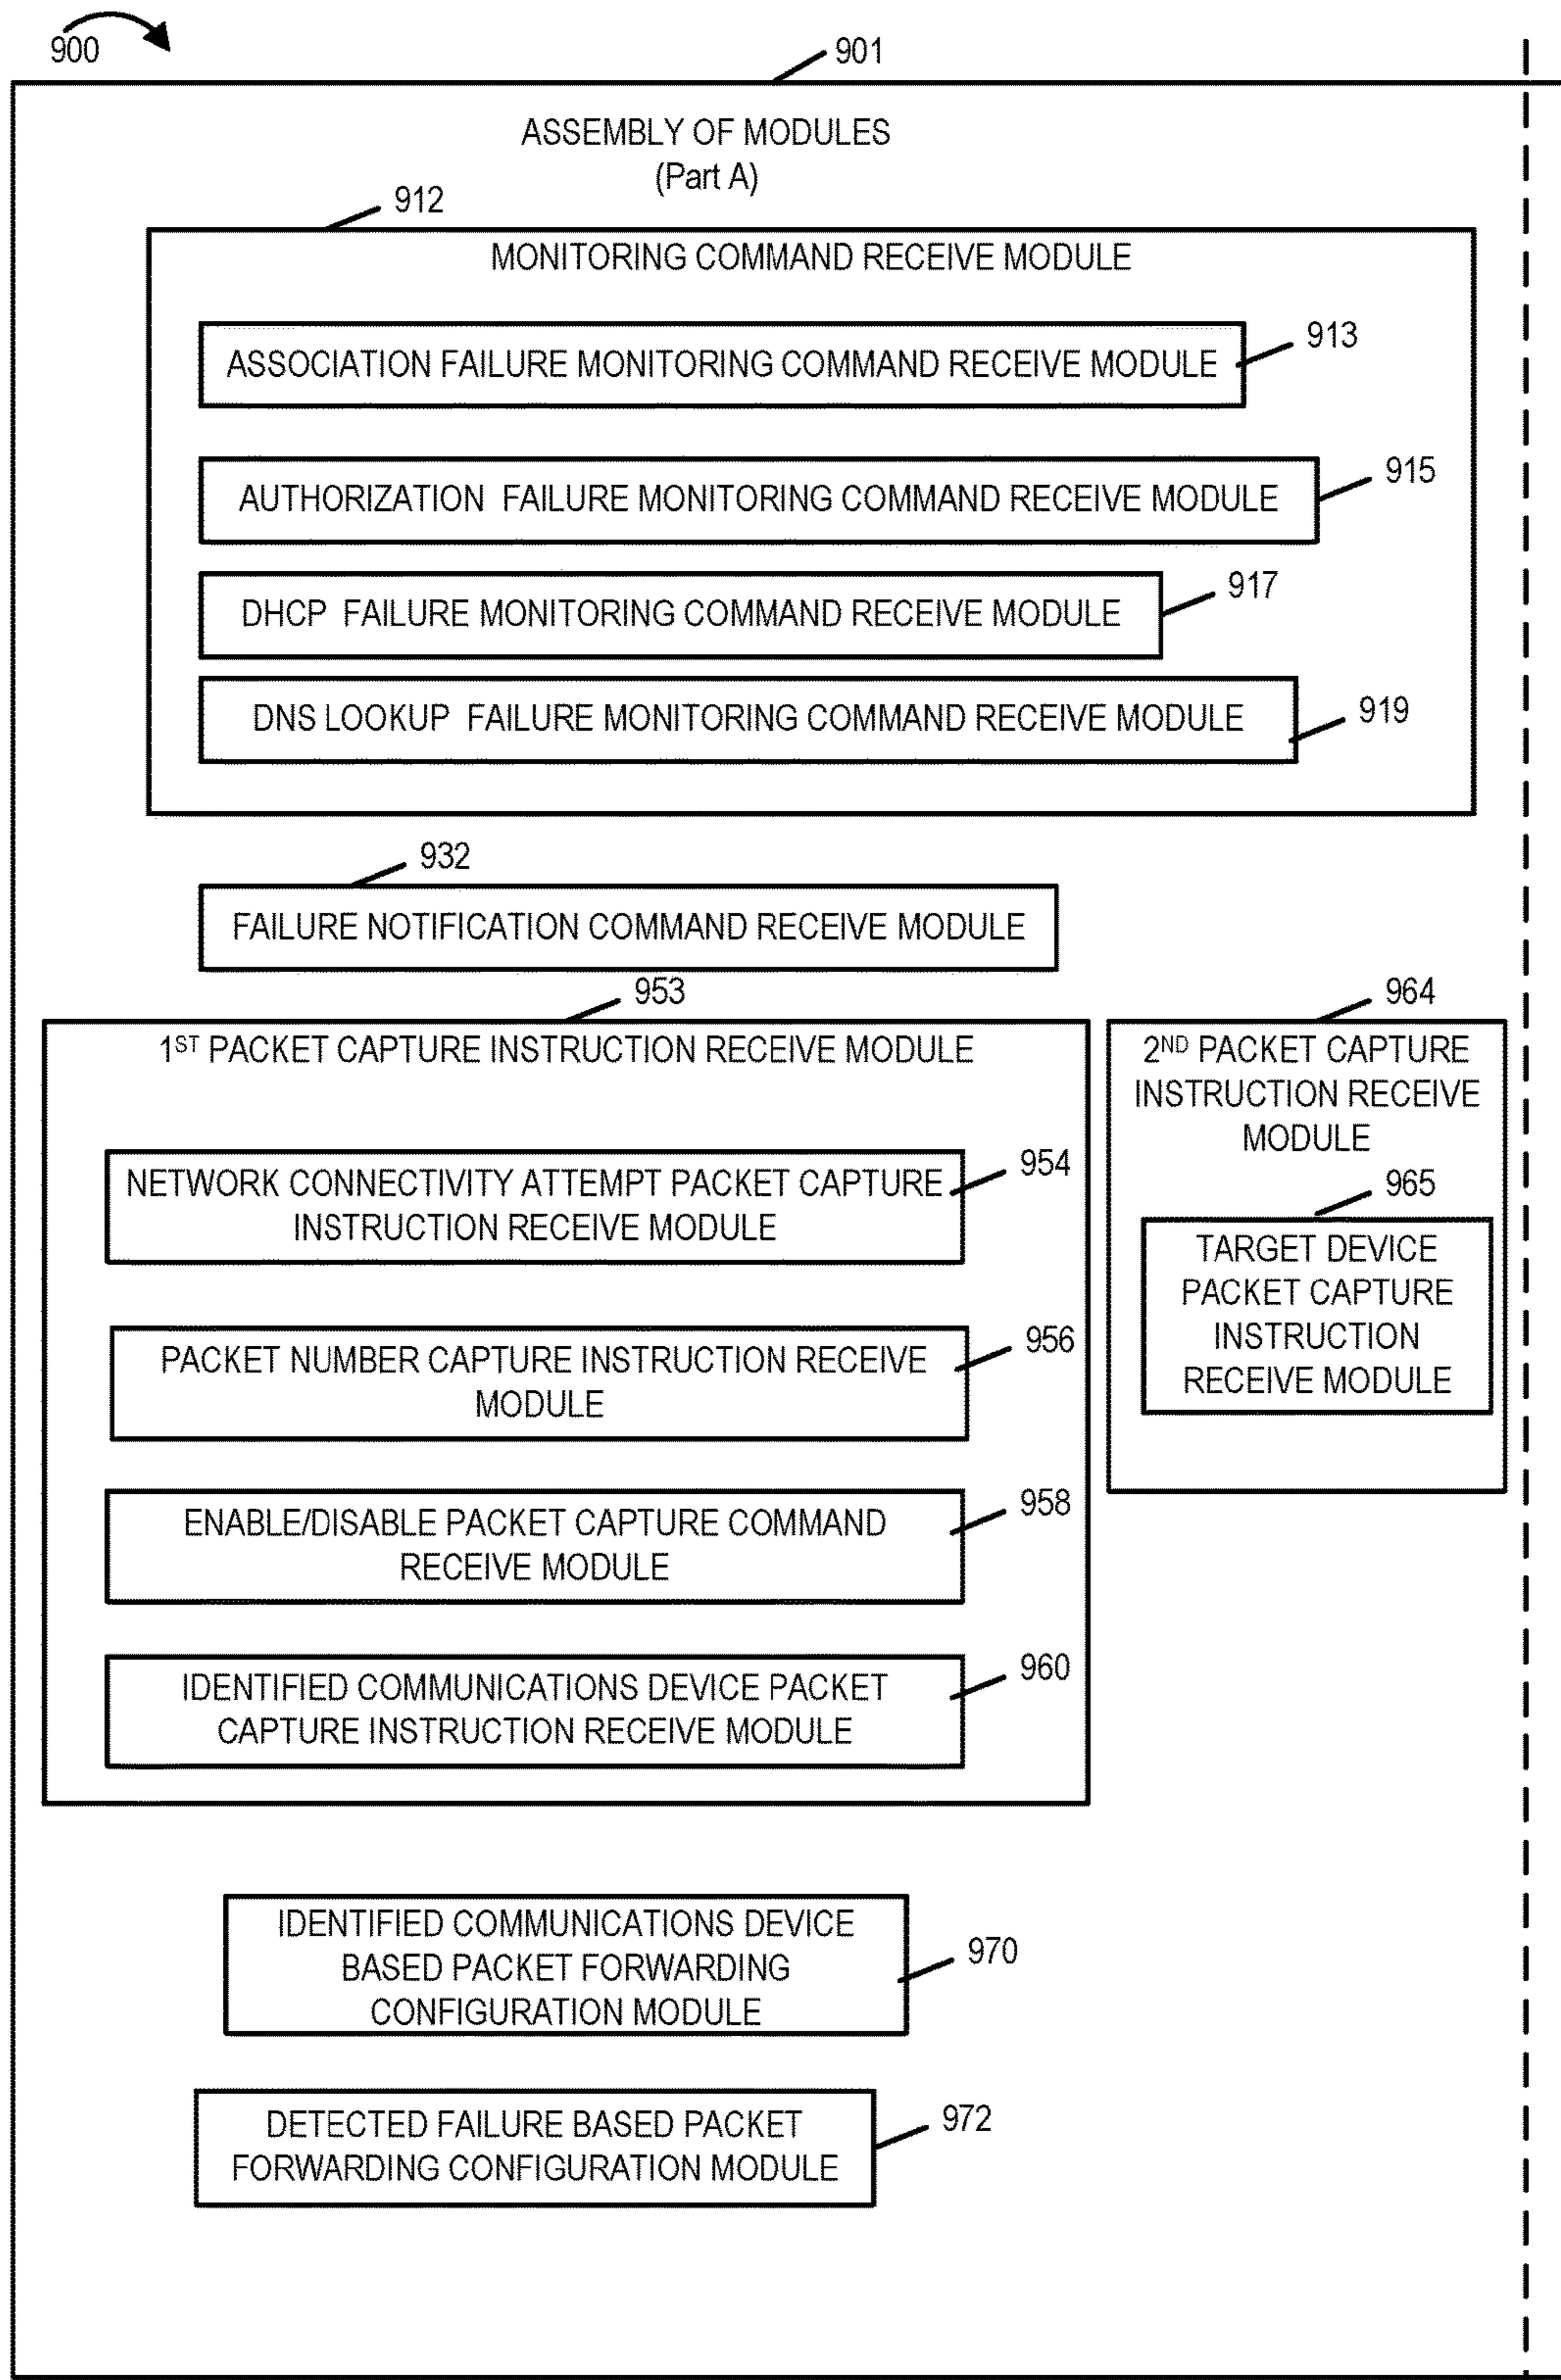 900
901
ASSEMBLY OF MODULES
(Part A)
912
MONITORING COMMAND RECEIVE MODULE
ASSOCIATION FAILURE MONITORING COMMAND RECEIVE MODULE
913
AUTHORIZATION FAILURE MONITORING COMMAND RECEIVE MODULE
915
DHCP FAILURE MONITORING COMMAND RECEIVE MODULE
917
DNS LOOKUP FAILURE MONITORING COMMAND RECEIVE MODULE
919
932
FAILURE NOTIFICATION COMMAND RECEIVE MODULE
953
1ST PACKET CAPTURE INSTRUCTION RECEIVE MODULE
954
NETWORK CONNECTIVITY ATTEMPT PACKET CAPTURE
INSTRUCTION RECEIVE MODULE
956
PACKET NUMBER CAPTURE INSTRUCTION RECEIVE
MODULE
958
ENABLE/DISABLE PACKET CAPTURE COMMAND
RECEIVE MODULE
960
IDENTIFIED COMMUNICATIONS DEVICE PACKET
CAPTURE INSTRUCTION RECEIVE MODULE
964
2ND PACKET CAPTURE
INSTRUCTION RECEIVE
MODULE
965
TARGET DEVICE
PACKET CAPTURE
INSTRUCTION
RECEIVE MODULE
IDENTIFIED COMMUNICATIONS DEVICE
BASED PACKET FORWARDING
CONFIGURATION MODULE
970
DETECTED FAILURE BASED PACKET
FORWARDING CONFIGURATION MODULE
972